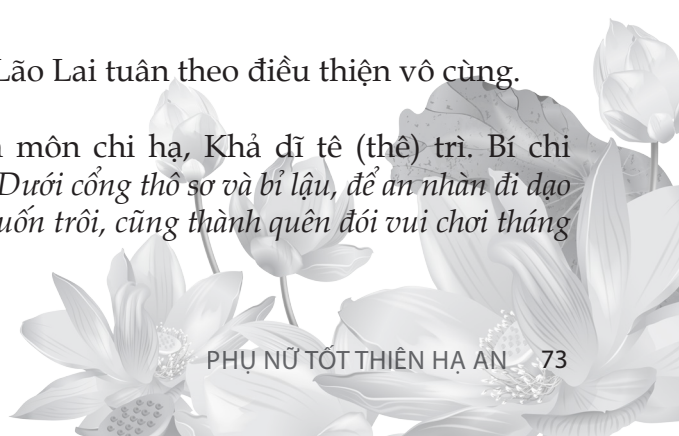 Lão Lai tuân theo điều thiện vô cùng.
môn chi hạ, Khả dĩ tê (thê) trì. Bí chi
Dưới cổng thô sơ và bỉ lậu, để an nhàn đi dạo
uốn trôi, cũng thành quên đói vui chơi tháng
PHỤ NỮ TỐT THIÊN HẠ AN 73